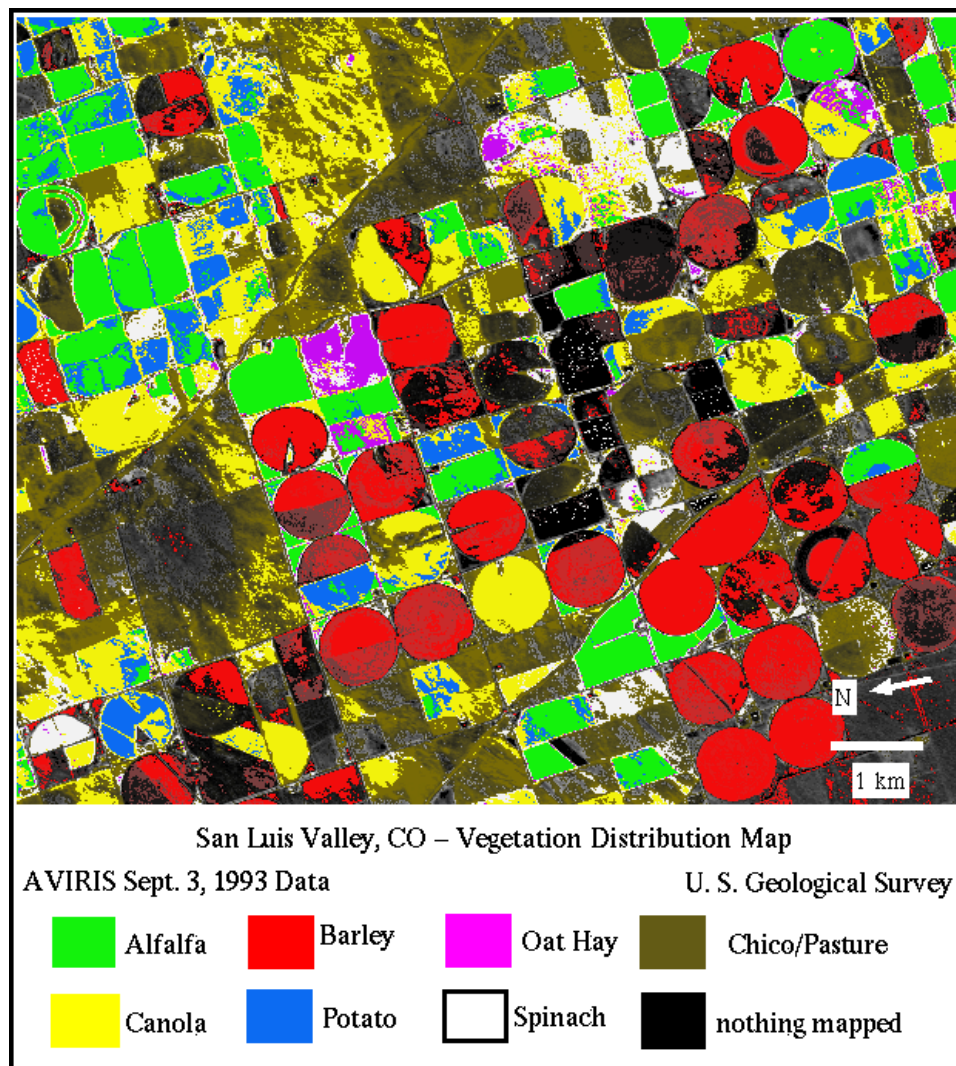 N
1 km
San Luis Valley, CO – Vegetation Distribution Map
AVIRIS Sept. 3, 1993 Data
U. S. Geological Survey
Alfalfa
Barley
Oat Hay
Chico/Pasture
Canola
Potato
Spinach
nothing mapped